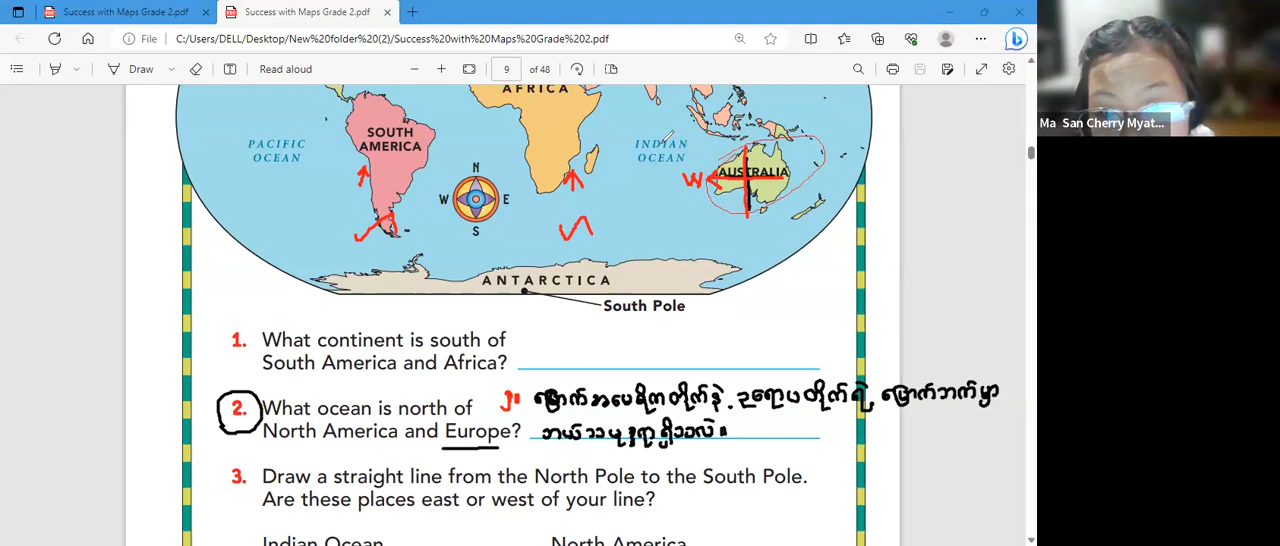 Success with Maps Grade 2.pdf
Success with Maps Grade 2.pdf
File
C:/Users/DELL/Desktop/New%20folder%20(2)/Success%20with%20Maps%20Grade%202.pdf
Draw
Read aloud
9 of 48
AFRICA
SOUTH
AMERICA
PACIFIC
OCEAN
INDIAN
OCEAN
AUSTRALIA
W
N
W E
S
ANTARCTICA
South Pole
Ma San Cherry Myat...
1. What continent is south of
South America and Africa?
2. What ocean is north of
North America and Europe?
၂။ မြောက်အမေရိကတိုက်နဲ့ ဥရောပတိုက်ရဲ့ မြောက်ဘက်မှာ
ဘယ်သမုဒ္ဒရာရှိသလဲ။
3. Draw a straight line from the North Pole to the South Pole.
Are these places east or west of your line?
Indian Ocean North America